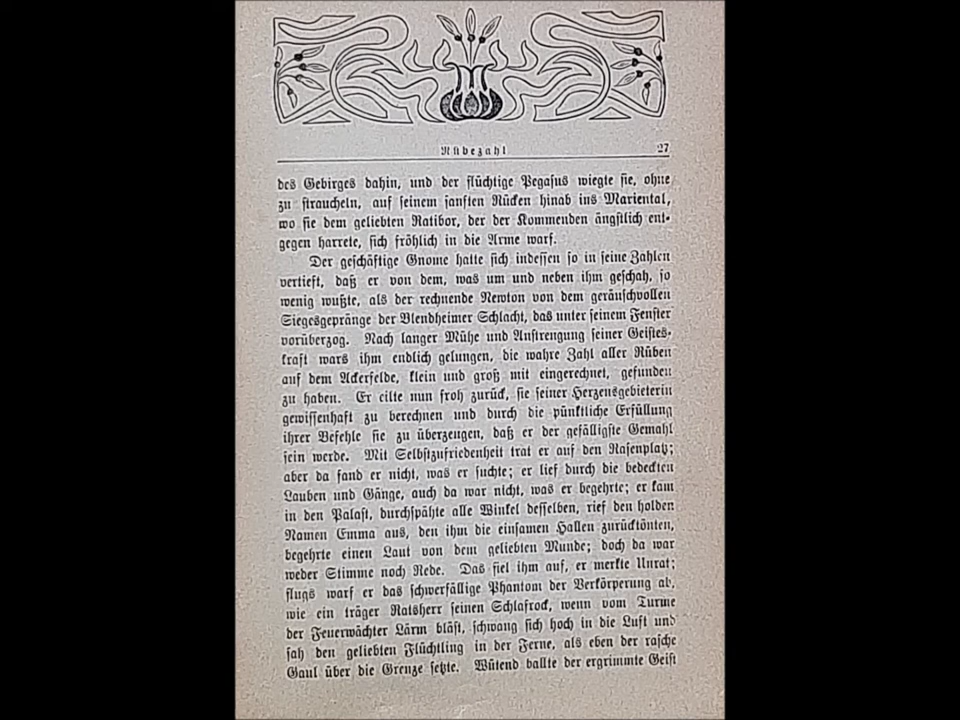 Rübezahl 27
des Gebirges dahin, und der flüchtige Pegasus wiegte sie, ohne
zu straucheln, auf seinem sanften Rücken hinab ins Mariental,
wo sie dem geliebten Ratibor, der der Kommenden ängstlich ent-
gegen harrete, sich fröhlich in die Arme warf.
Der geschäftige Gnome hatte sich indessen so in seine Zahlen
vertieft, daß er von dem, was um und neben ihm geschah, so
wenig wußte, als der rechnende Newton von dem geräuschvollen
Siegesgepränge der Blendheimer Schlacht, das unter seinem Fenster
vorüberzog. Nach langer Mühe und Anstrengung seiner Geistes-
kraft wars ihm endlich gelungen, die wahre Zahl aller Rüben
auf dem Ackerfelde, klein und groß mit eingerechnet, gefunden
zu haben. Er eilte nun froh zurück, sie seiner Herzensgebieterin
gewissenhaft zu berechnen und durch die pünktliche Erfüllung
ihrer Befehle sie zu überzeugen, daß er der gefälligste Gemahl
sein werde. Mit Selbstzufriedenheit trat er auf den Rasenplatz;
aber da fand er nicht, was er suchte; er lief durch die bedeckten
Lauben und Gänge, auch da war nicht, was er begehrte; er kam
in den Palast, durchspähte alle Winkel desselben, rief den holden
Namen Emma aus, den ihm die einsamen Hallen zurücktönten,
begehrte einen Laut von dem geliebten Munde; doch da war
weder Stimme noch Rede. Das fiel ihm auf, er merkte Unrat;
flugs warf er das schwerfällige Phantom der Verkörperung ab,
wie ein träger Ratsherr seinen Schlafrock, wenn vom Turme
der Feuerwächter Lärm bläst, schwang sich hoch in die Luft und
sah den geliebten Flüchtling in der Ferne, als eben der rasche
Gaul über die Grenze setzte. Wütend ballte der ergrimmte Geist